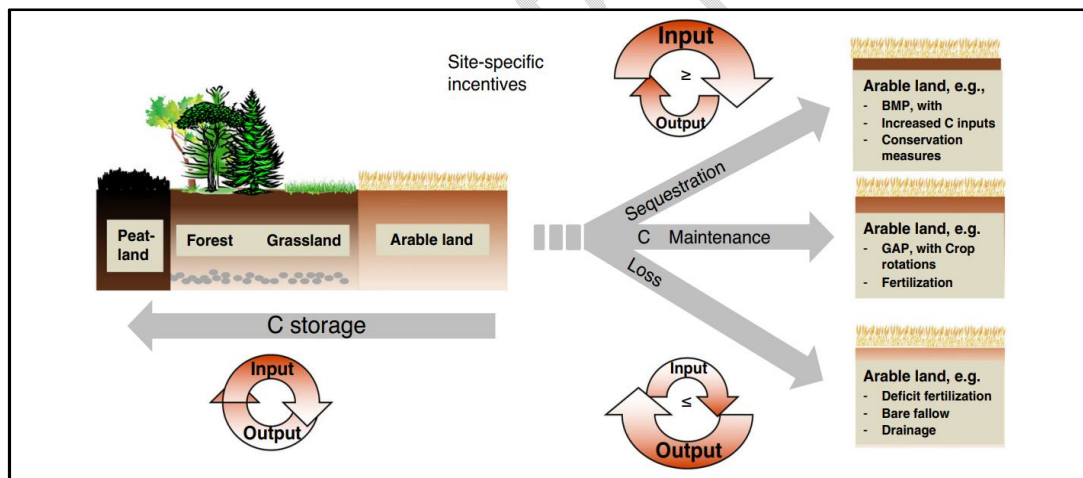 Site-specific
incentives
Input
≥
Output
Arable land, e.g.,
- BMP, with
- Increased C inputs
- Conservation
measures
Peat-
land
Forest
Grassland
Arable land
Sequestration
C Maintenance
Loss
Arable land, e.g.
- GAP, with Crop
rotations
- Fertilization
C storage
Input
Output
Input
≤
Output
Arable land, e.g.
- Deficit fertilization
- Bare fallow
- Drainage